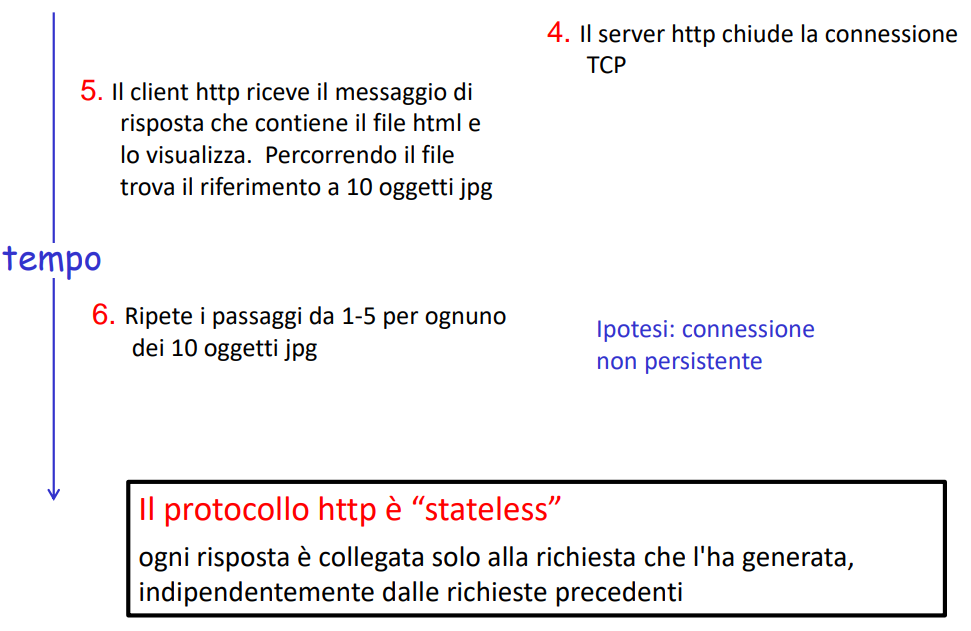 4. Il server http chiude la connessione
TCP
5. Il client http riceve il messaggio di
risposta che contiene il file html e
lo visualizza. Percorrendo il file
trova il riferimento a 10 oggetti jpg
tempo
6. Ripete i passaggi da 1-5 per ognuno
dei 10 oggetti jpg
Ipotesi: connessione
non persistente
Il protocollo http è “stateless”
ogni risposta è collegata solo alla richiesta che l'ha generata,
indipendentemente dalle richieste precedenti